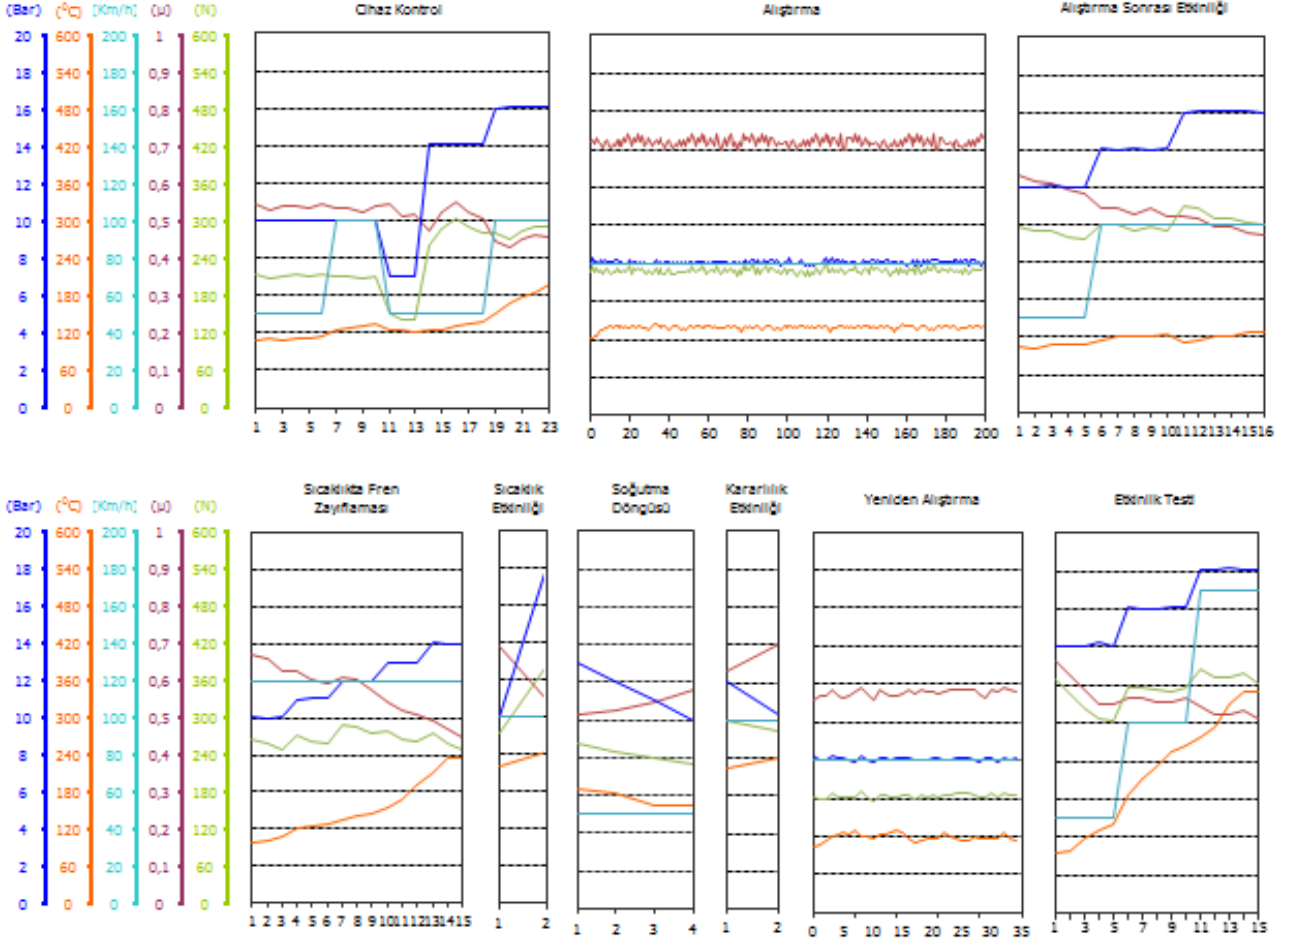 (Bar) (⁰C) (Km/h) (μ) (N)
Cihaz Kontrol
Alıştırma
Alıştırma Sonrası Etkinliği
20 600 200 1 600
18 540 180 0,9 540
16 480 160 0,8 480
14 420 140 0,7 420
12 360 120 0,6 360
10 300 100 0,5 300
8 240 80 0,4 240
6 180 60 0,3 180
4 120 40 0,2 120
2 60 20 0,1 60
0 0 0 0 0
1 3 5 7 9 11 13 15 17 19 21 23
0 20 40 60 80 100 120 140 160 180 200
1 2 3 4 5 6 7 8 9 10 11 12 13 14 15 16
(Bar) (⁰C) (Km/h) (μ) (N)
Sıcaklıkta Fren
Zayıflaması
Sıcaklık
Etkinliği
Soğutma
Döngüsü
Kararlılık
Etkinliği
Yeniden Alıştırma
Etkinlik Testi
20 600 200 1 600
18 540 180 0,9 540
16 480 160 0,8 480
14 420 140 0,7 420
12 360 120 0,6 360
10 300 100 0,5 300
8 240 80 0,4 240
6 180 60 0,3 180
4 120 40 0,2 120
2 60 20 0,1 60
0 0 0 0 0
1 2 3 4 5 6 7 8 9 10 11 12 13 14 15
1 2
1 2 3 4
1 2
0 5 10 15 20 25 30 35
1 3 5 7 9 11 13 15